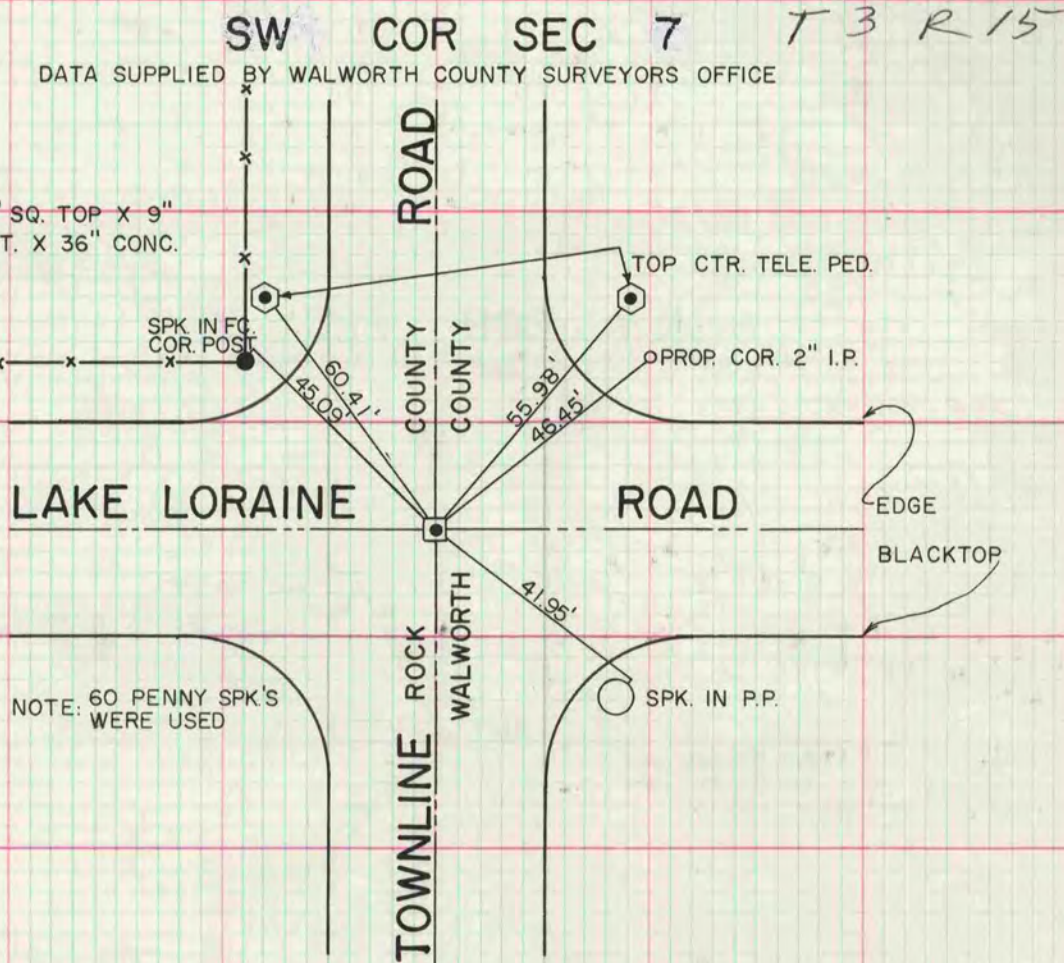 SW COR SEC 7 T 3 R 15
DATA SUPPLIED BY WALWORTH COUNTY SURVEYORS OFFICE
" SQ. TOP X 9"
T. X 36" CONC.
TOP CTR. TELE. PED.
SPK. IN FC.
COR. POST
PROP. COR. 2" I.P.
60.41'
45.09'
55.98'
46.45'
COUNTY
COUNTY
LAKE LORAINE ROAD
EDGE
BLACKTOP
41.95'
ROCK
WALWORTH
NOTE: 60 PENNY SPK'S
WERE USED
SPK. IN P.P.
TOWNLINE ROAD